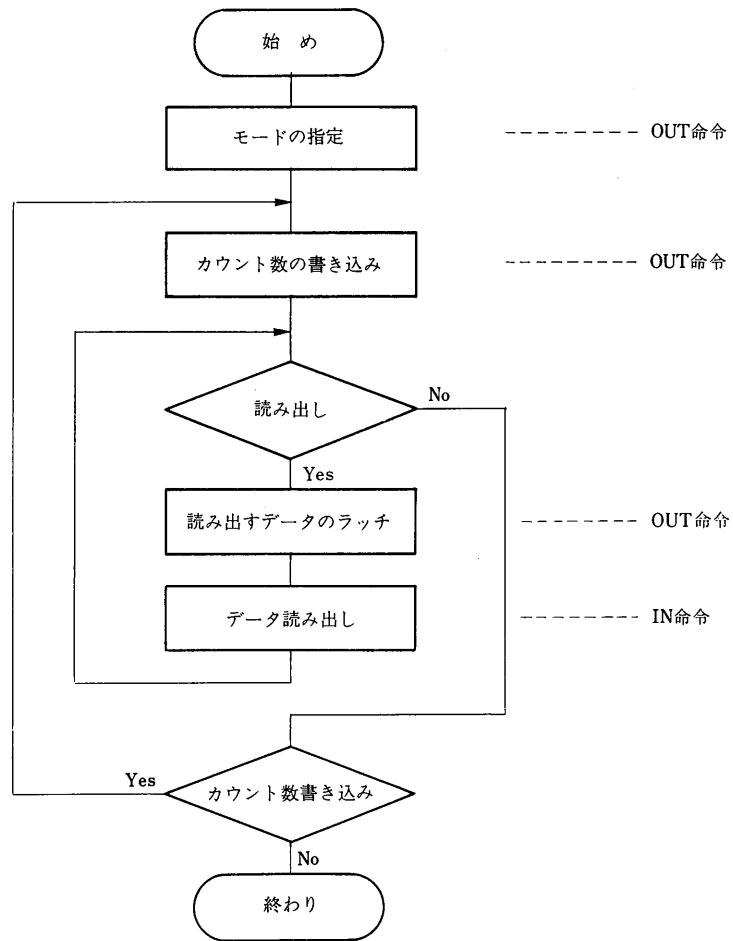 始 め
モードの指定
OUT命令
カウント数の書き込み
OUT命令
読み出し
No
Yes
読み出すデータのラッチ
OUT命令
データ読み出し
IN命令
Yes
カウント数書き込み
No
終わり